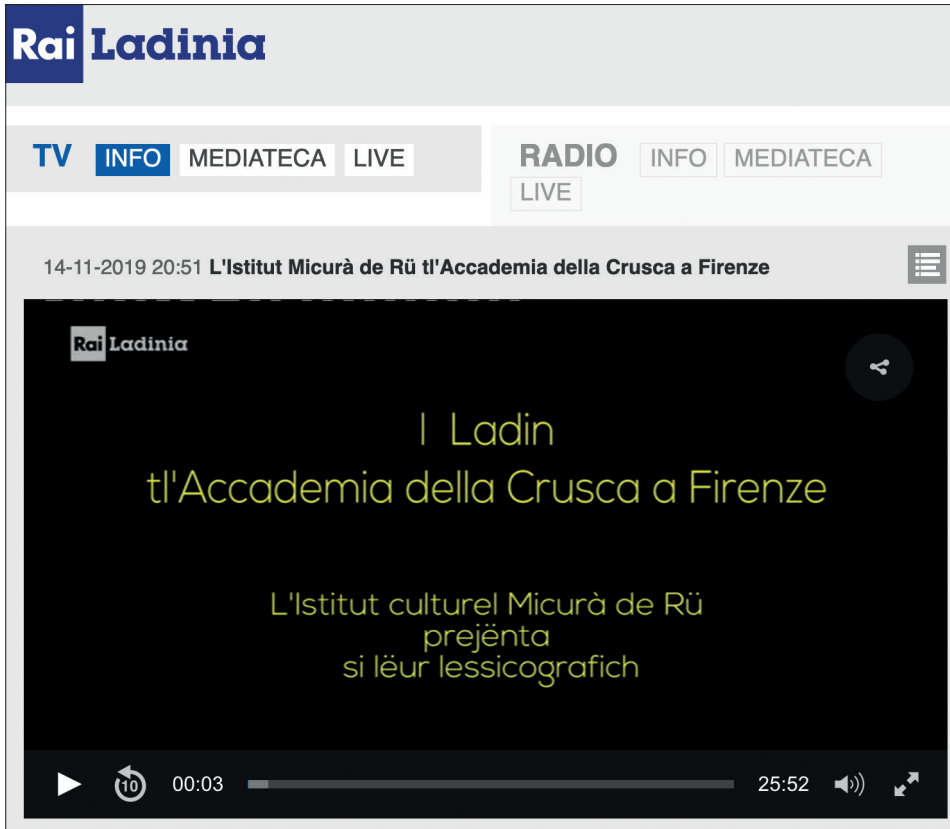 Rai Ladinia
TV INFO MEDIATECA LIVE
RADIO INFO MEDIATECA
LIVE
14-11-2019 20:51 L'Istitut Micurà de Rü tl'Accademia della Crusca a Firenze
Rai Ladinia
I Ladin
tl'Accademia della Crusca a Firenze
L'Istitut culturel Micurà de Rü
prejënta
si lëur lessicografich
10 00:03 25:52